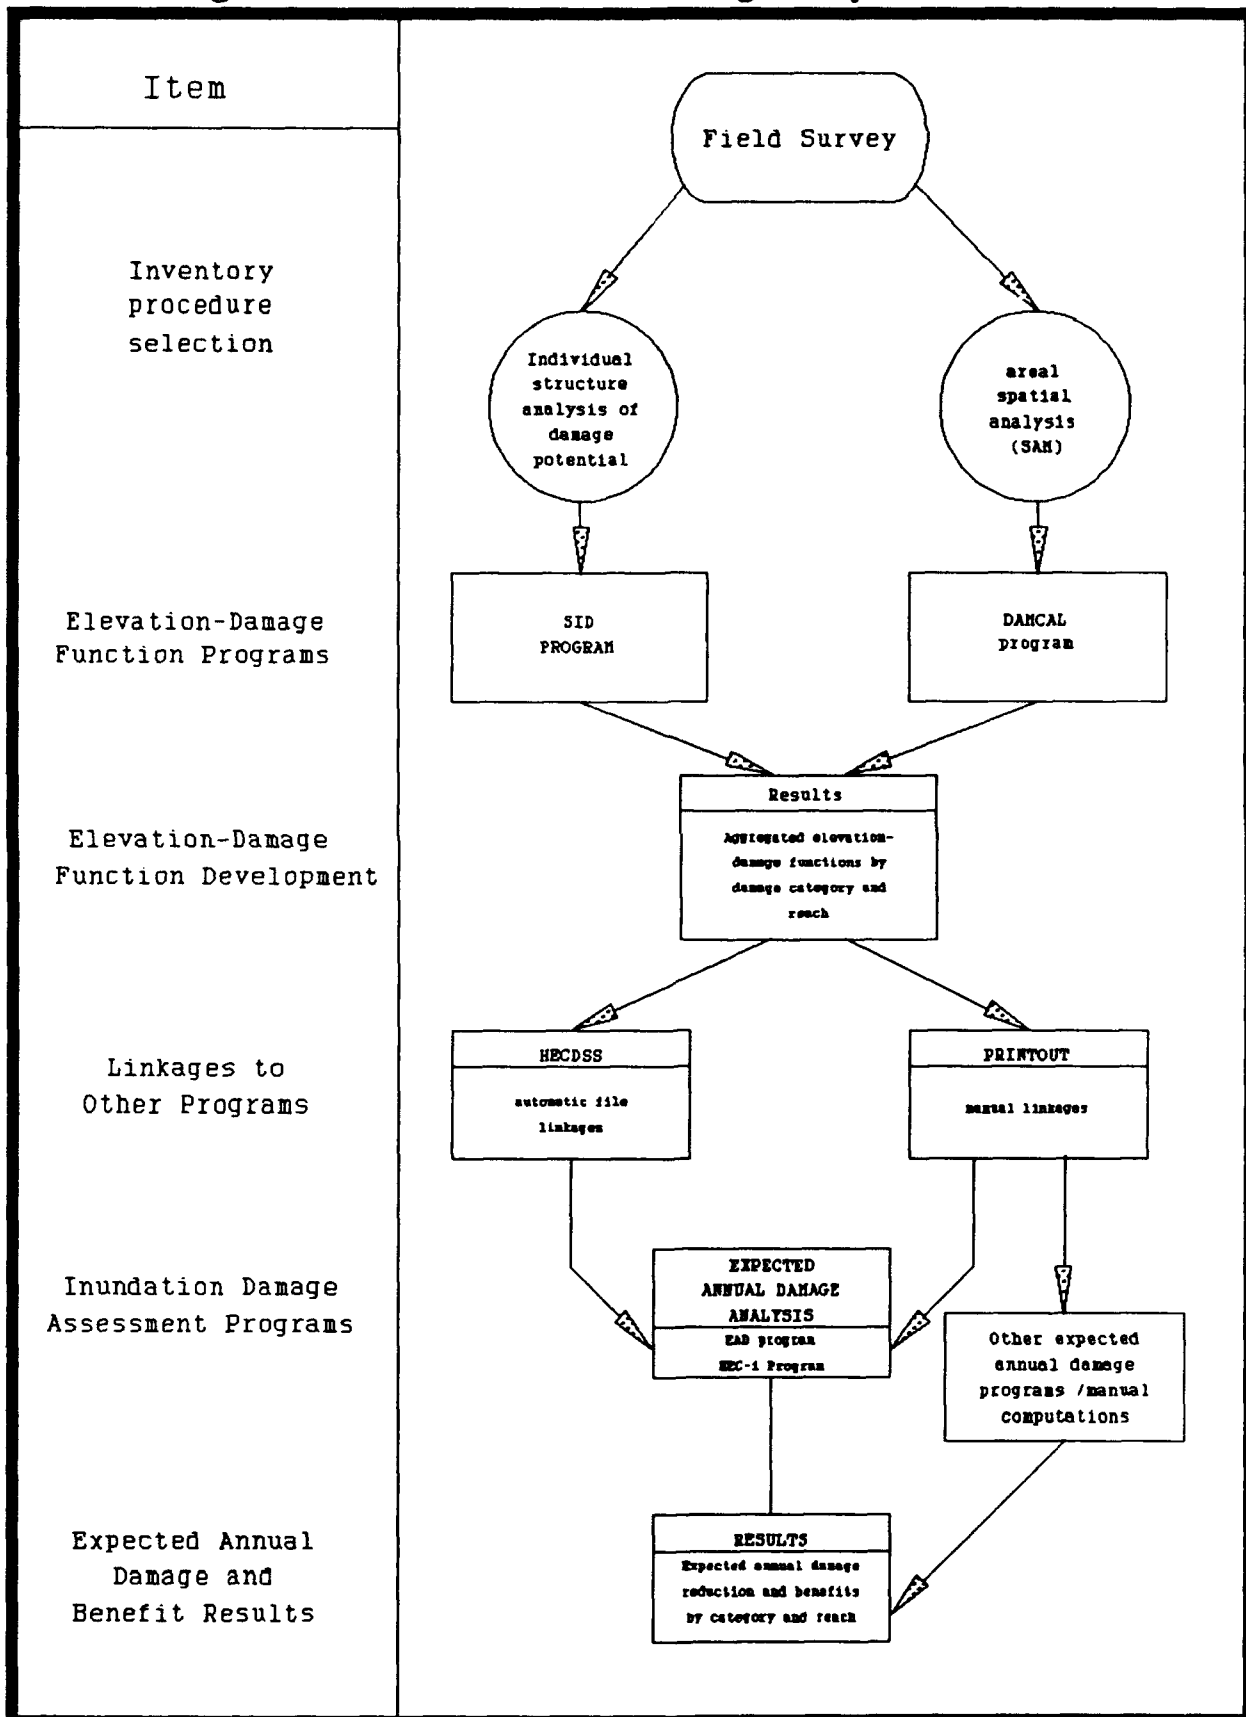 Item
Field Survey
Inventory
procedure
selection
Individual
structure
analysis of
damage
potential
areal
spatial
analysis
(SAM)
Elevation-Damage
Function Programs
SID
PROGRAM
DAMCAL
program
Elevation-Damage
Function Development
Results
Aggregated elevation-
damage functions by
damage category and
reach
Linkages to
Other Programs
HECDSS
automatic file
linkages
PRINTOUT
manual linkages
Inundation Damage
Assessment Programs
EXPECTED
ANNUAL DAMAGE
ANALYSIS
EAD program
HEC-1 Program
Other expected
annual damage
programs /manual
computations
Expected Annual
Damage and
Benefit Results
RESULTS
Expected annual damage
reduction and benefits
by category and reach